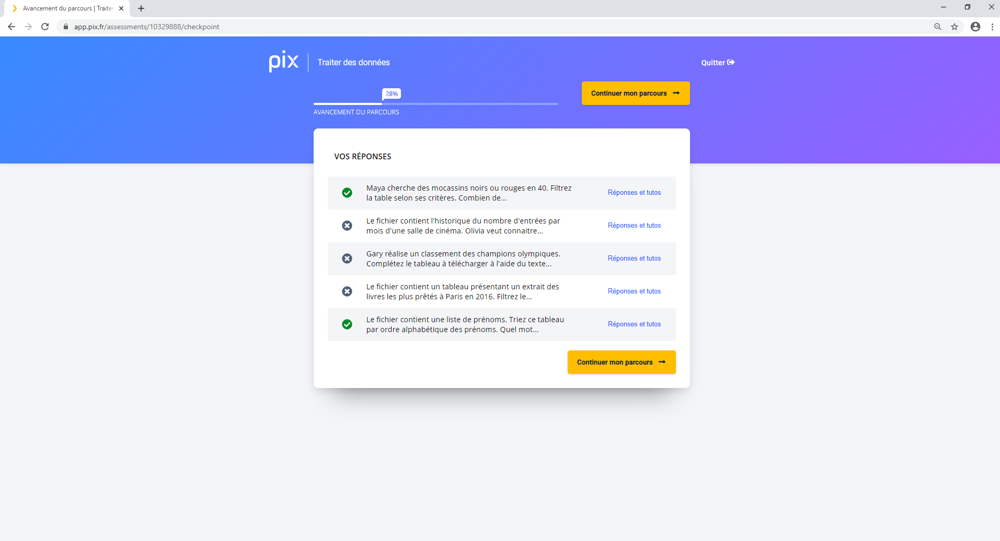 Avancement du parcours | Traiter
app.pix.fr/assessments/10329888/checkpoint
pix
Traiter des données
Quitter
28%
AVANCEMENT DU PARCOURS
Continuer mon parcours
VOS RÉPONSES
Maya cherche des mocassins noirs ou rouges en 40. Filtrez
la table selon ses critères. Combien de...
Réponses et tutos
Le fichier contient l'historique du nombre d'entrées par
mois d'une salle de cinéma. Olivia veut connaitre...
Réponses et tutos
Gary réalise un classement des champions olympiques.
Complétez le tableau à télécharger à l'aide du texte...
Réponses et tutos
Le fichier contient un tableau présentant un extrait des
livres les plus prêtés à Paris en 2016. Filtrez le...
Réponses et tutos
Le fichier contient une liste de prénoms. Triez ce tableau
par ordre alphabétique des prénoms. Quel mot...
Réponses et tutos
Continuer mon parcours